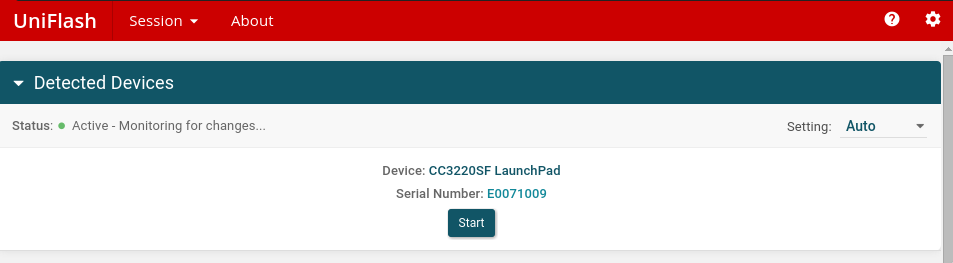 UniFlash Session About
Detected Devices
Status: Active - Monitoring for changes... Setting: Auto
Device: CC3220SF LaunchPad
Serial Number: E0071009
Start